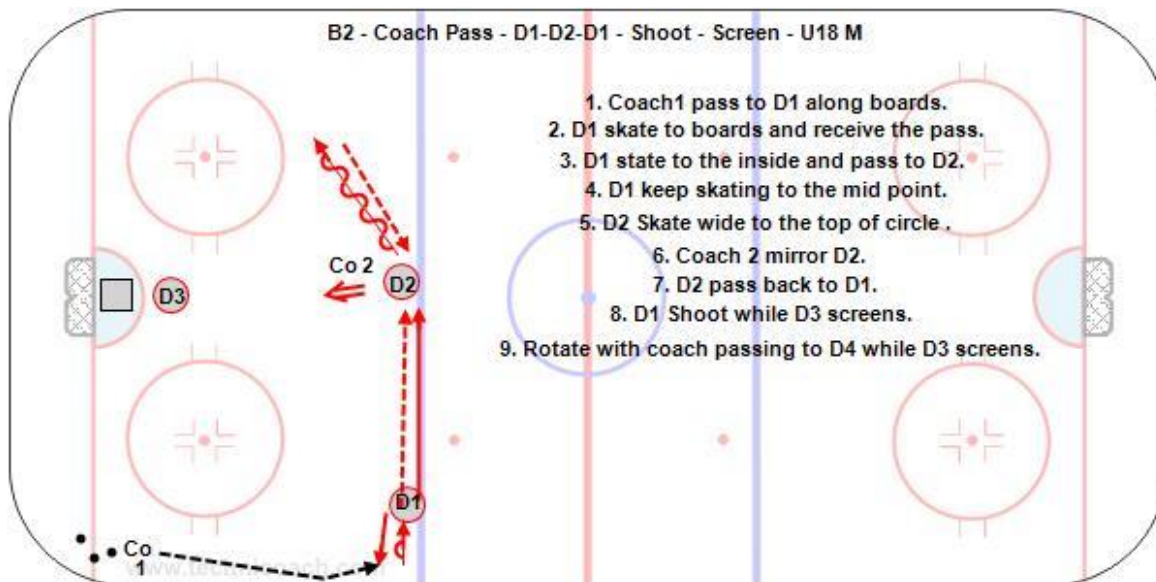 B2 - Coach Pass - D1-D2-D1 - Shoot - Screen - U18 M
1. Coach1 pass to D1 along boards.
2. D1 skate to boards and receive the pass.
3. D1 state to the inside and pass to D2.
4. D1 keep skating to the mid point.
5. D2 Skate wide to the top of circle .
6. Coach 2 mirror D2.
7. D2 pass back to D1.
8. D1 Shoot while D3 screens.
9. Rotate with coach passing to D4 while D3 screens.
Co 2
D2
D3
D1
Co
1